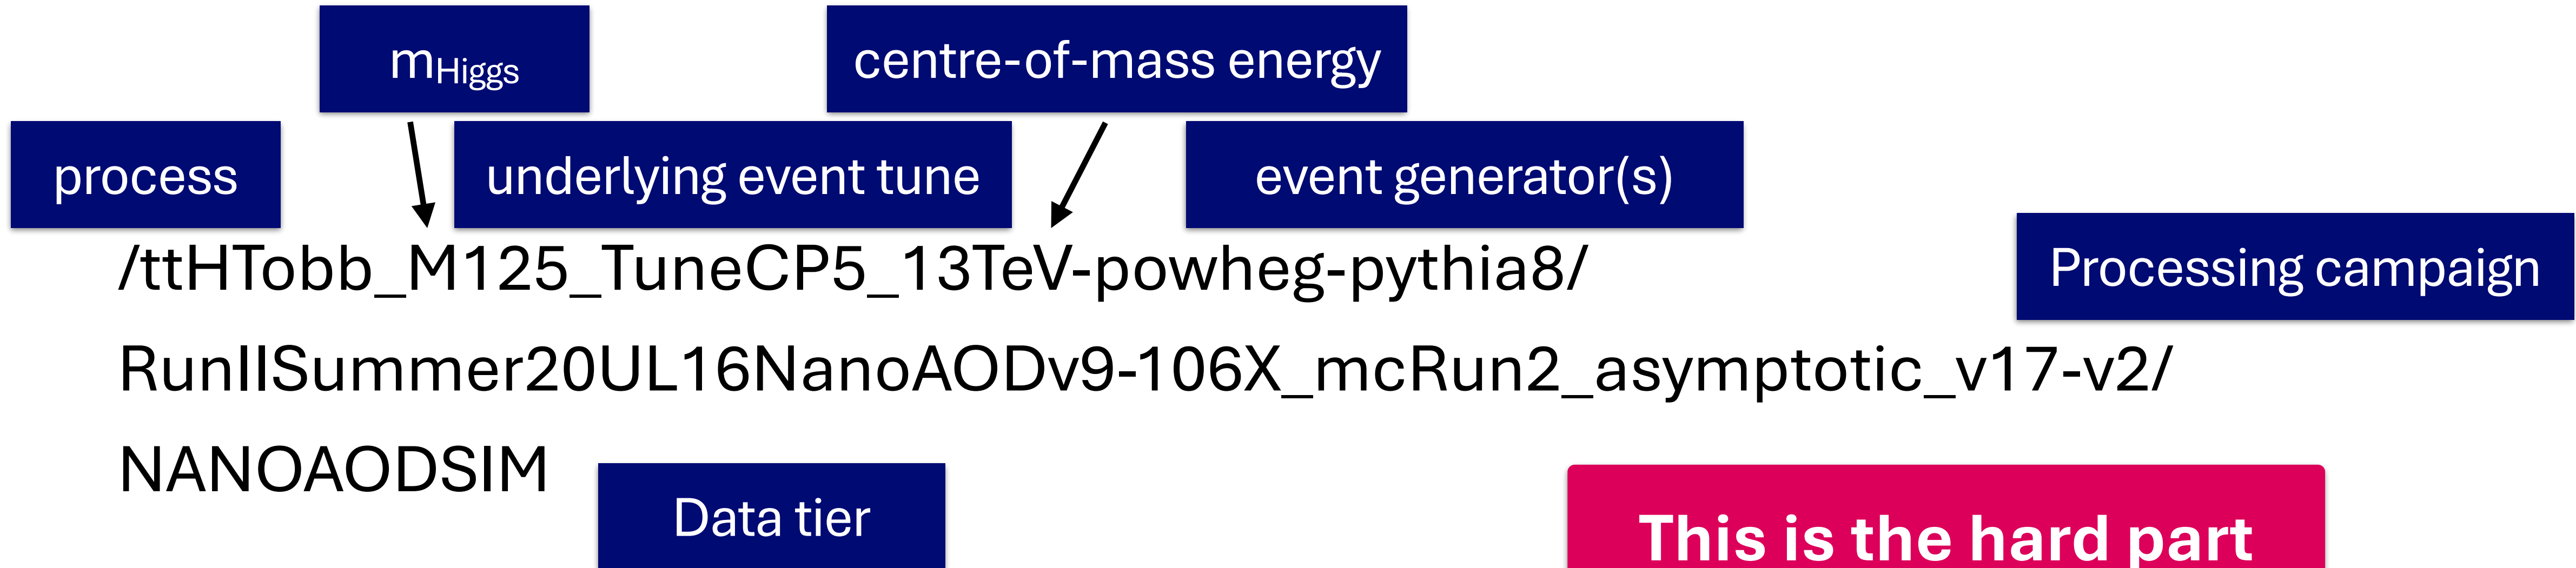 mHiggs
centre-of-mass energy
process
underlying event tune
event generator(s)
/ttHTobb_M125_TuneCP5_13TeV-powheg-pythia8/
Processing campaign
RunIISummer20UL16NanoAODv9-106X_mcRun2_asymptotic_v17-v2/
NANOAODSIM
Data tier
This is the hard part